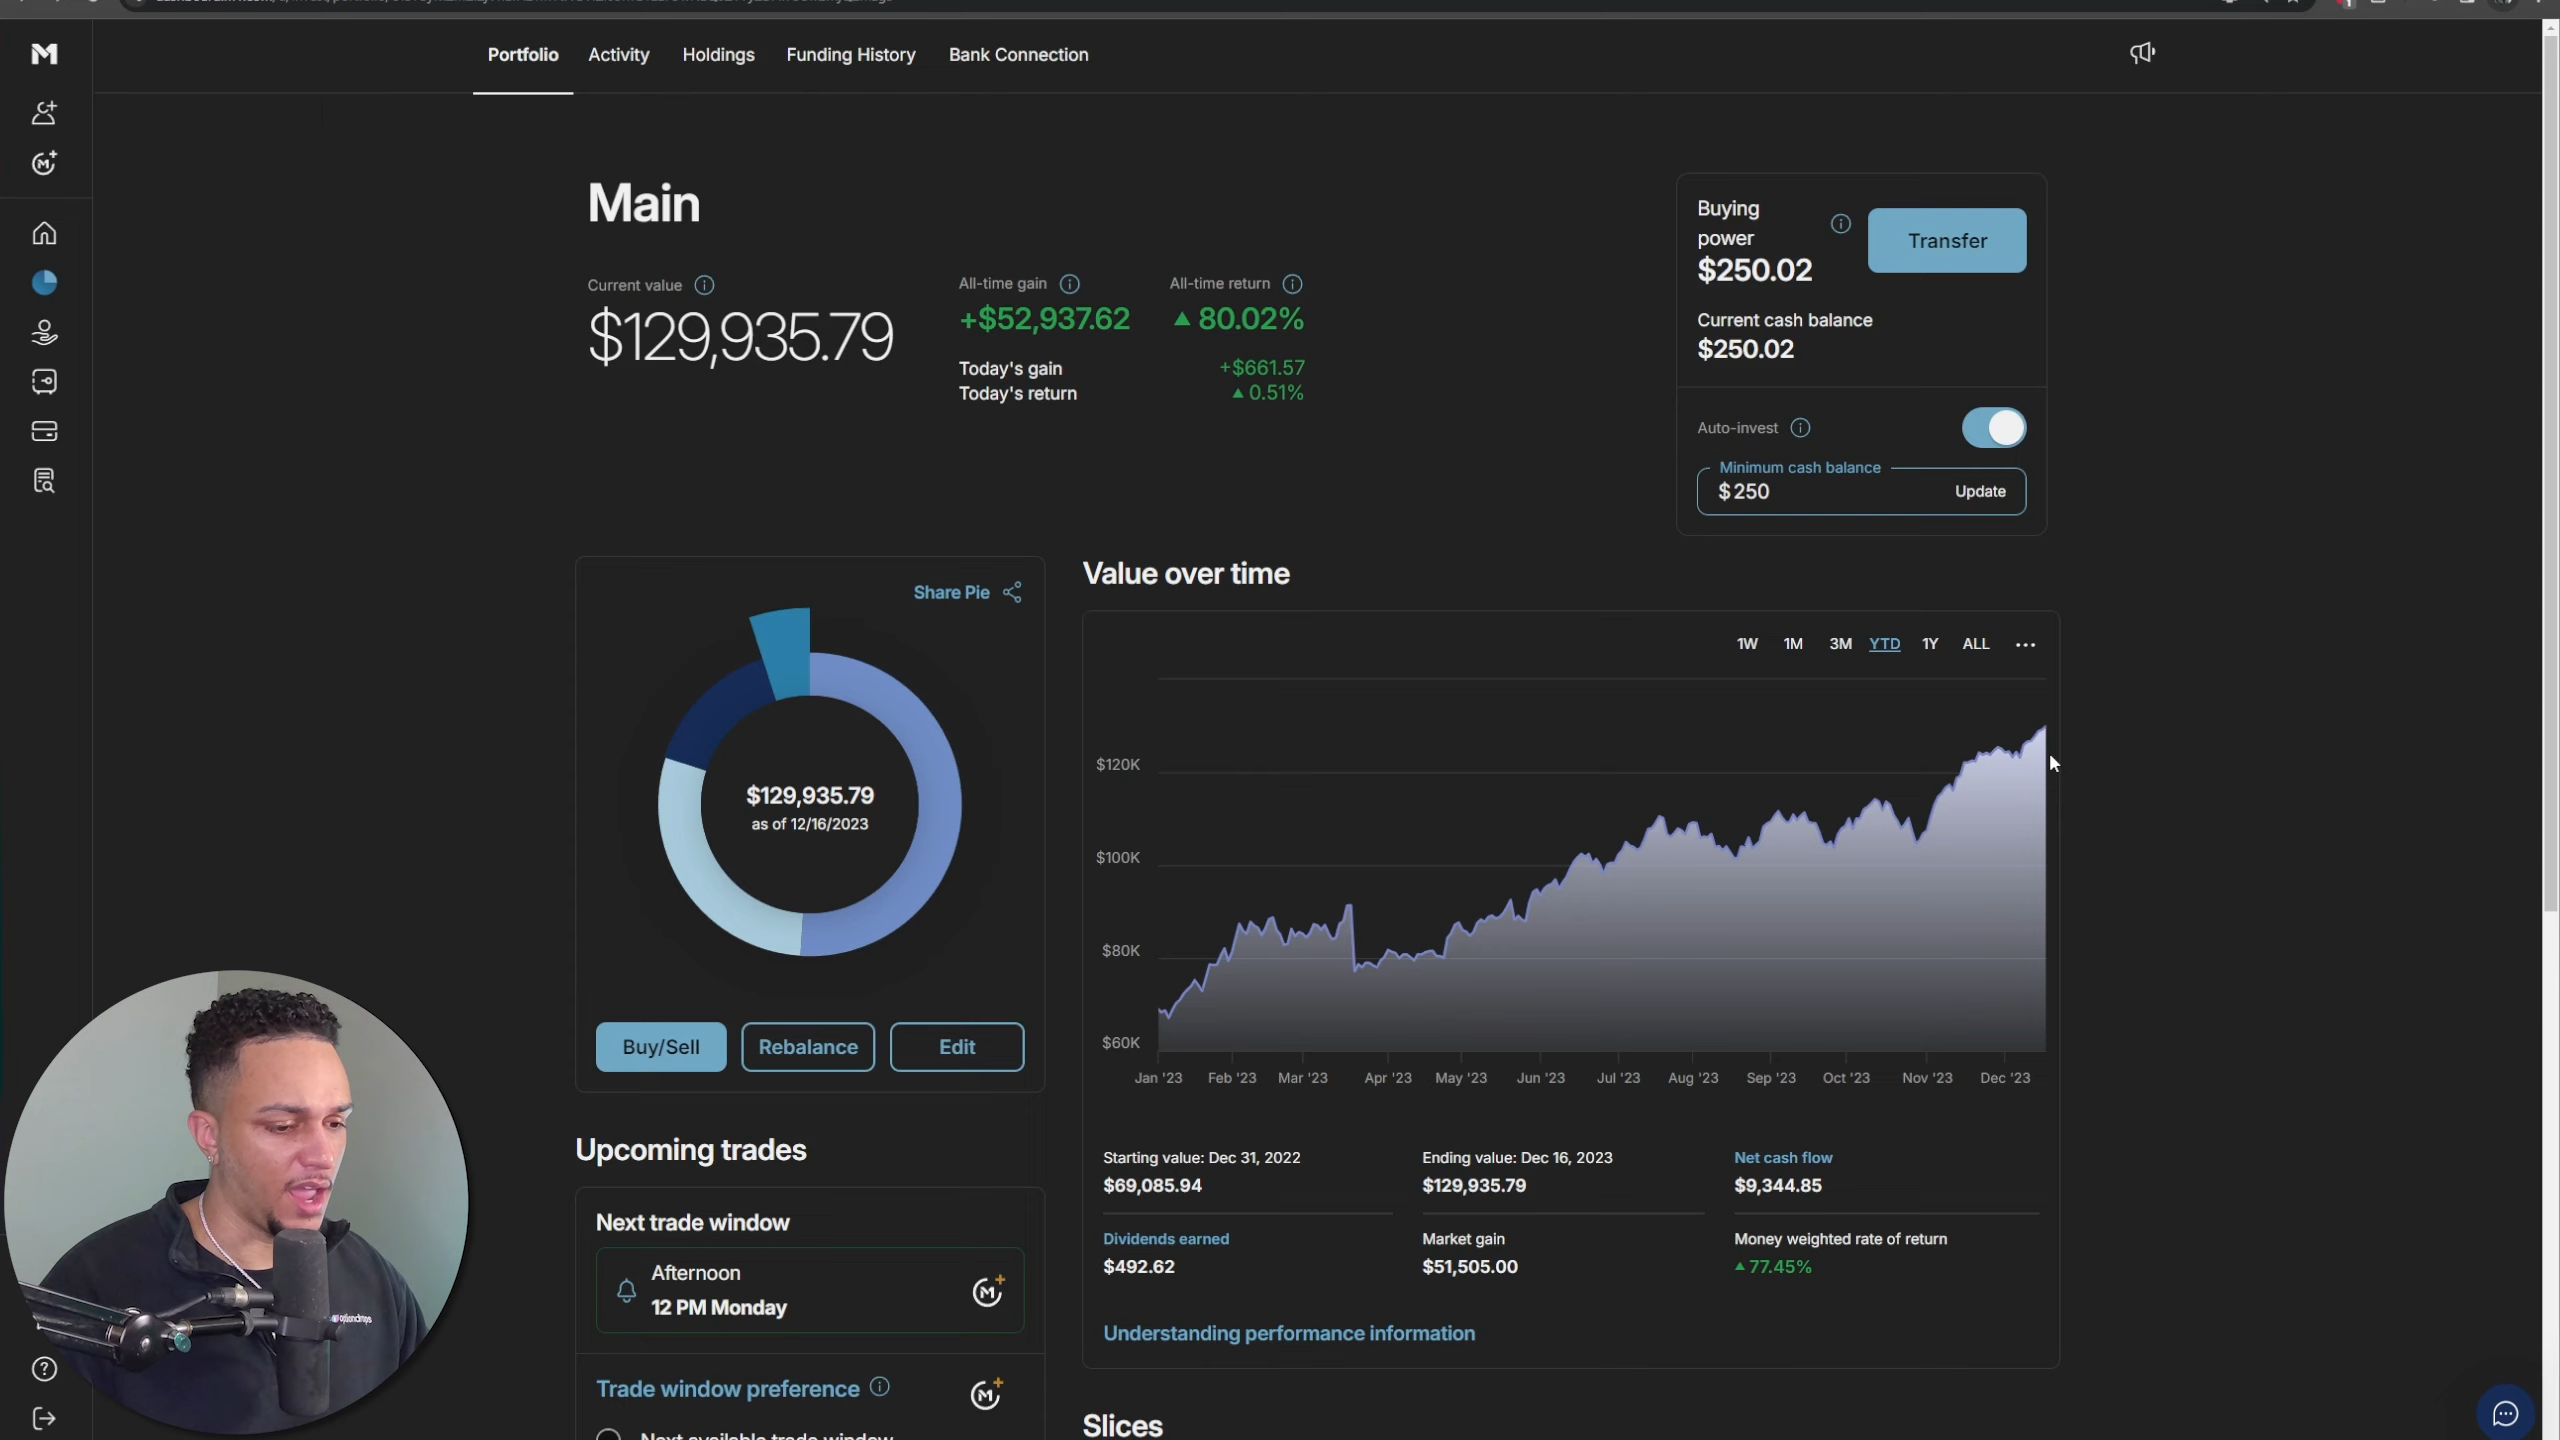 Portfolio
Activity
Holdings
Funding History
Bank Connection
Main
Current value
$129,935.79
All-time gain
+$52,937.62
All-time return
80.02%
Today's gain
+$661.57
Today's return
0.51%
Buying
power
$250.02
Transfer
Current cash balance
$250.02
Auto-invest
Minimum cash balance
$250
Update
Share Pie
$129,935.79
as of 12/16/2023
Buy/Sell
Rebalance
Edit
Value over time
1W
1M
3M
YTD
1Y
ALL
$120K
$100K
$80K
$60K
Jan '23
Feb '23
Mar '23
Apr '23
May '23
Jun '23
Jul '23
Aug '23
Sep '23
Oct '23
Nov '23
Dec '23
Starting value: Dec 31, 2022
$69,085.94
Ending value: Dec 16, 2023
$129,935.79
Net cash flow
$9,344.85
Dividends earned
$492.62
Market gain
$51,505.00
Money weighted rate of return
77.45%
Understanding performance information
Upcoming trades
Next trade window
Afternoon
12 PM Monday
Trade window preference
Next available trade window
Slices
optiondrops